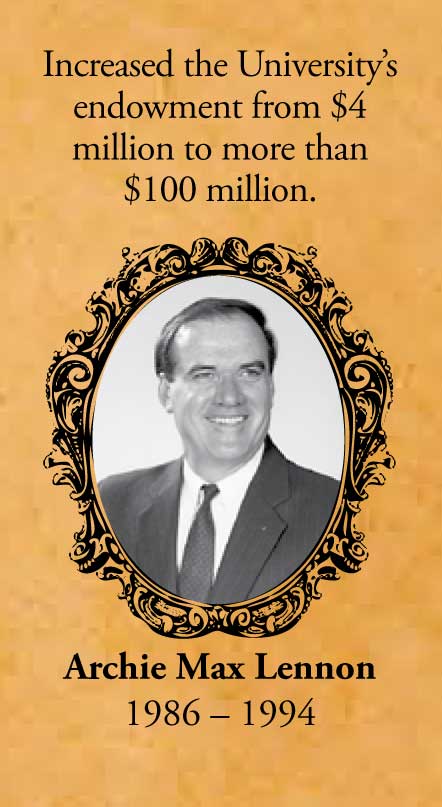 Increased the University’s
endowment from $4
million to more than
$100 million.
Archie Max Lennon
1986 – 1994